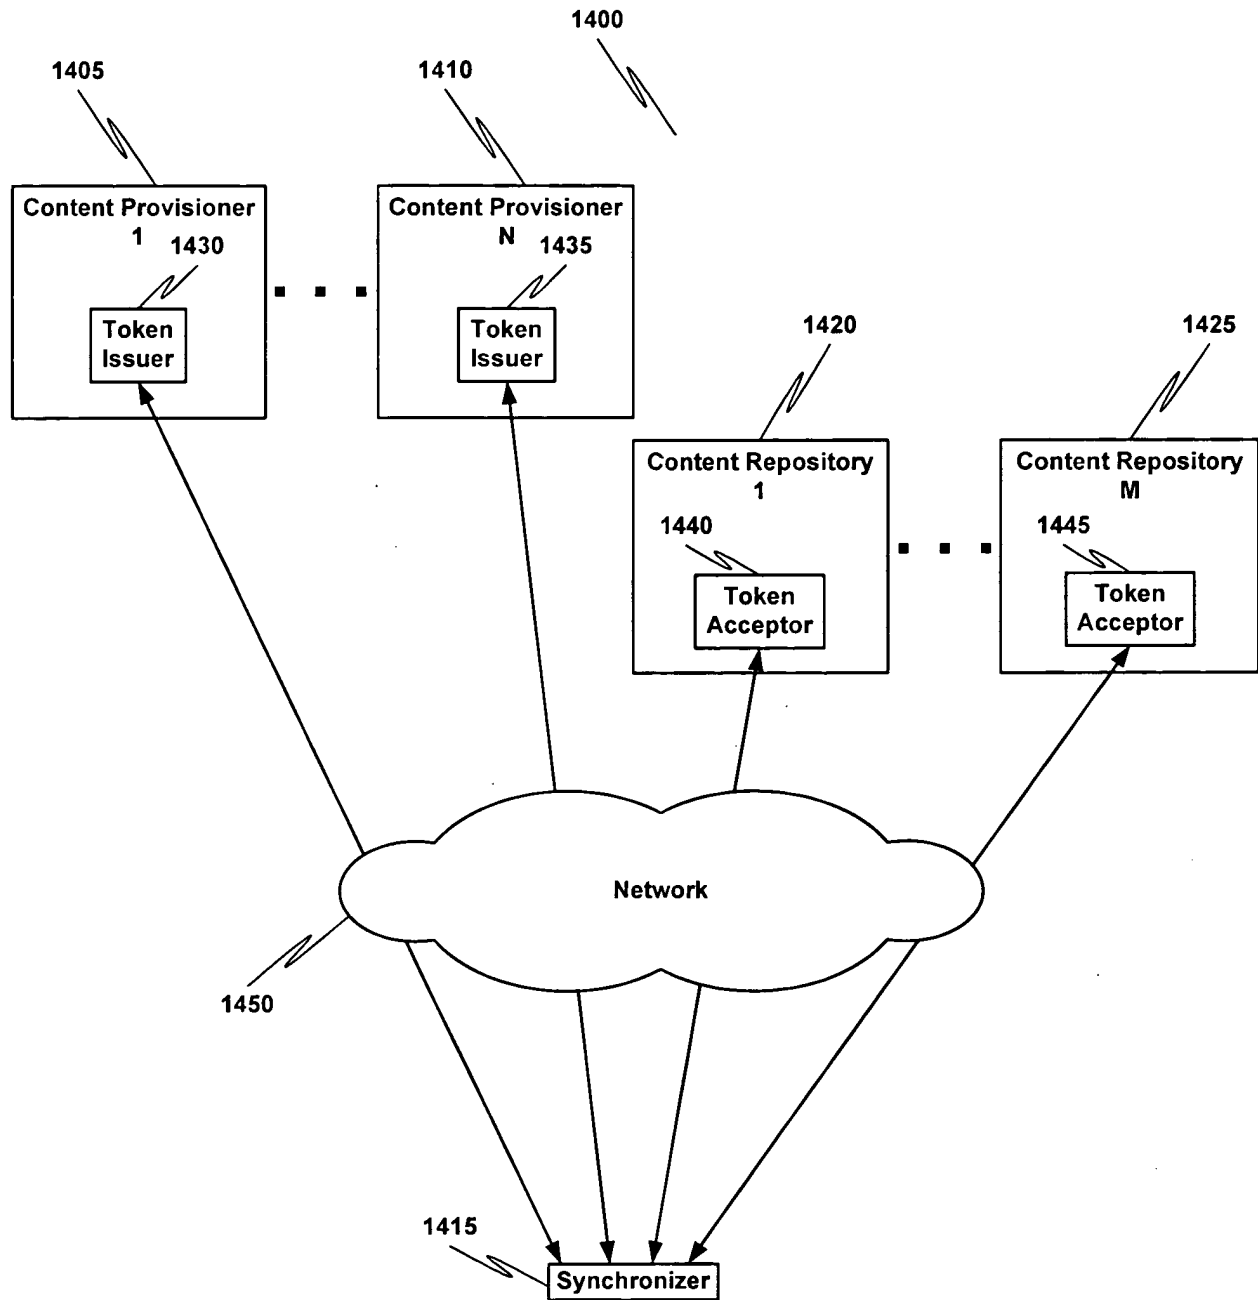 1400
1405
1410
Content Provisioner
1
1430
Token
Issuer
Content Provisioner
N
1435
Token
Issuer
1420
1425
Content Repository
1
1440
Token
Acceptor
Content Repository
M
1445
Token
Acceptor
Network
1450
1415
Synchronizer